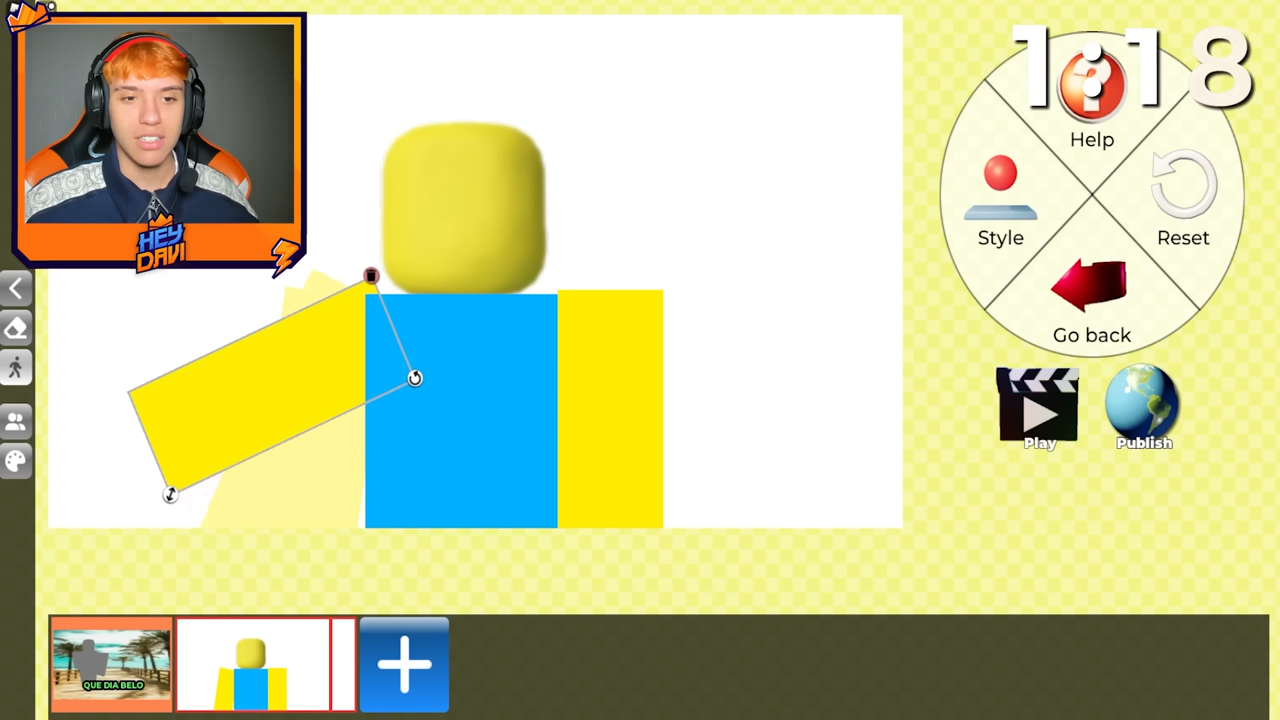 1:18
Help
Style
Reset
Go back
Play
Publish
HEY
DAVI
QUE DIA BELO